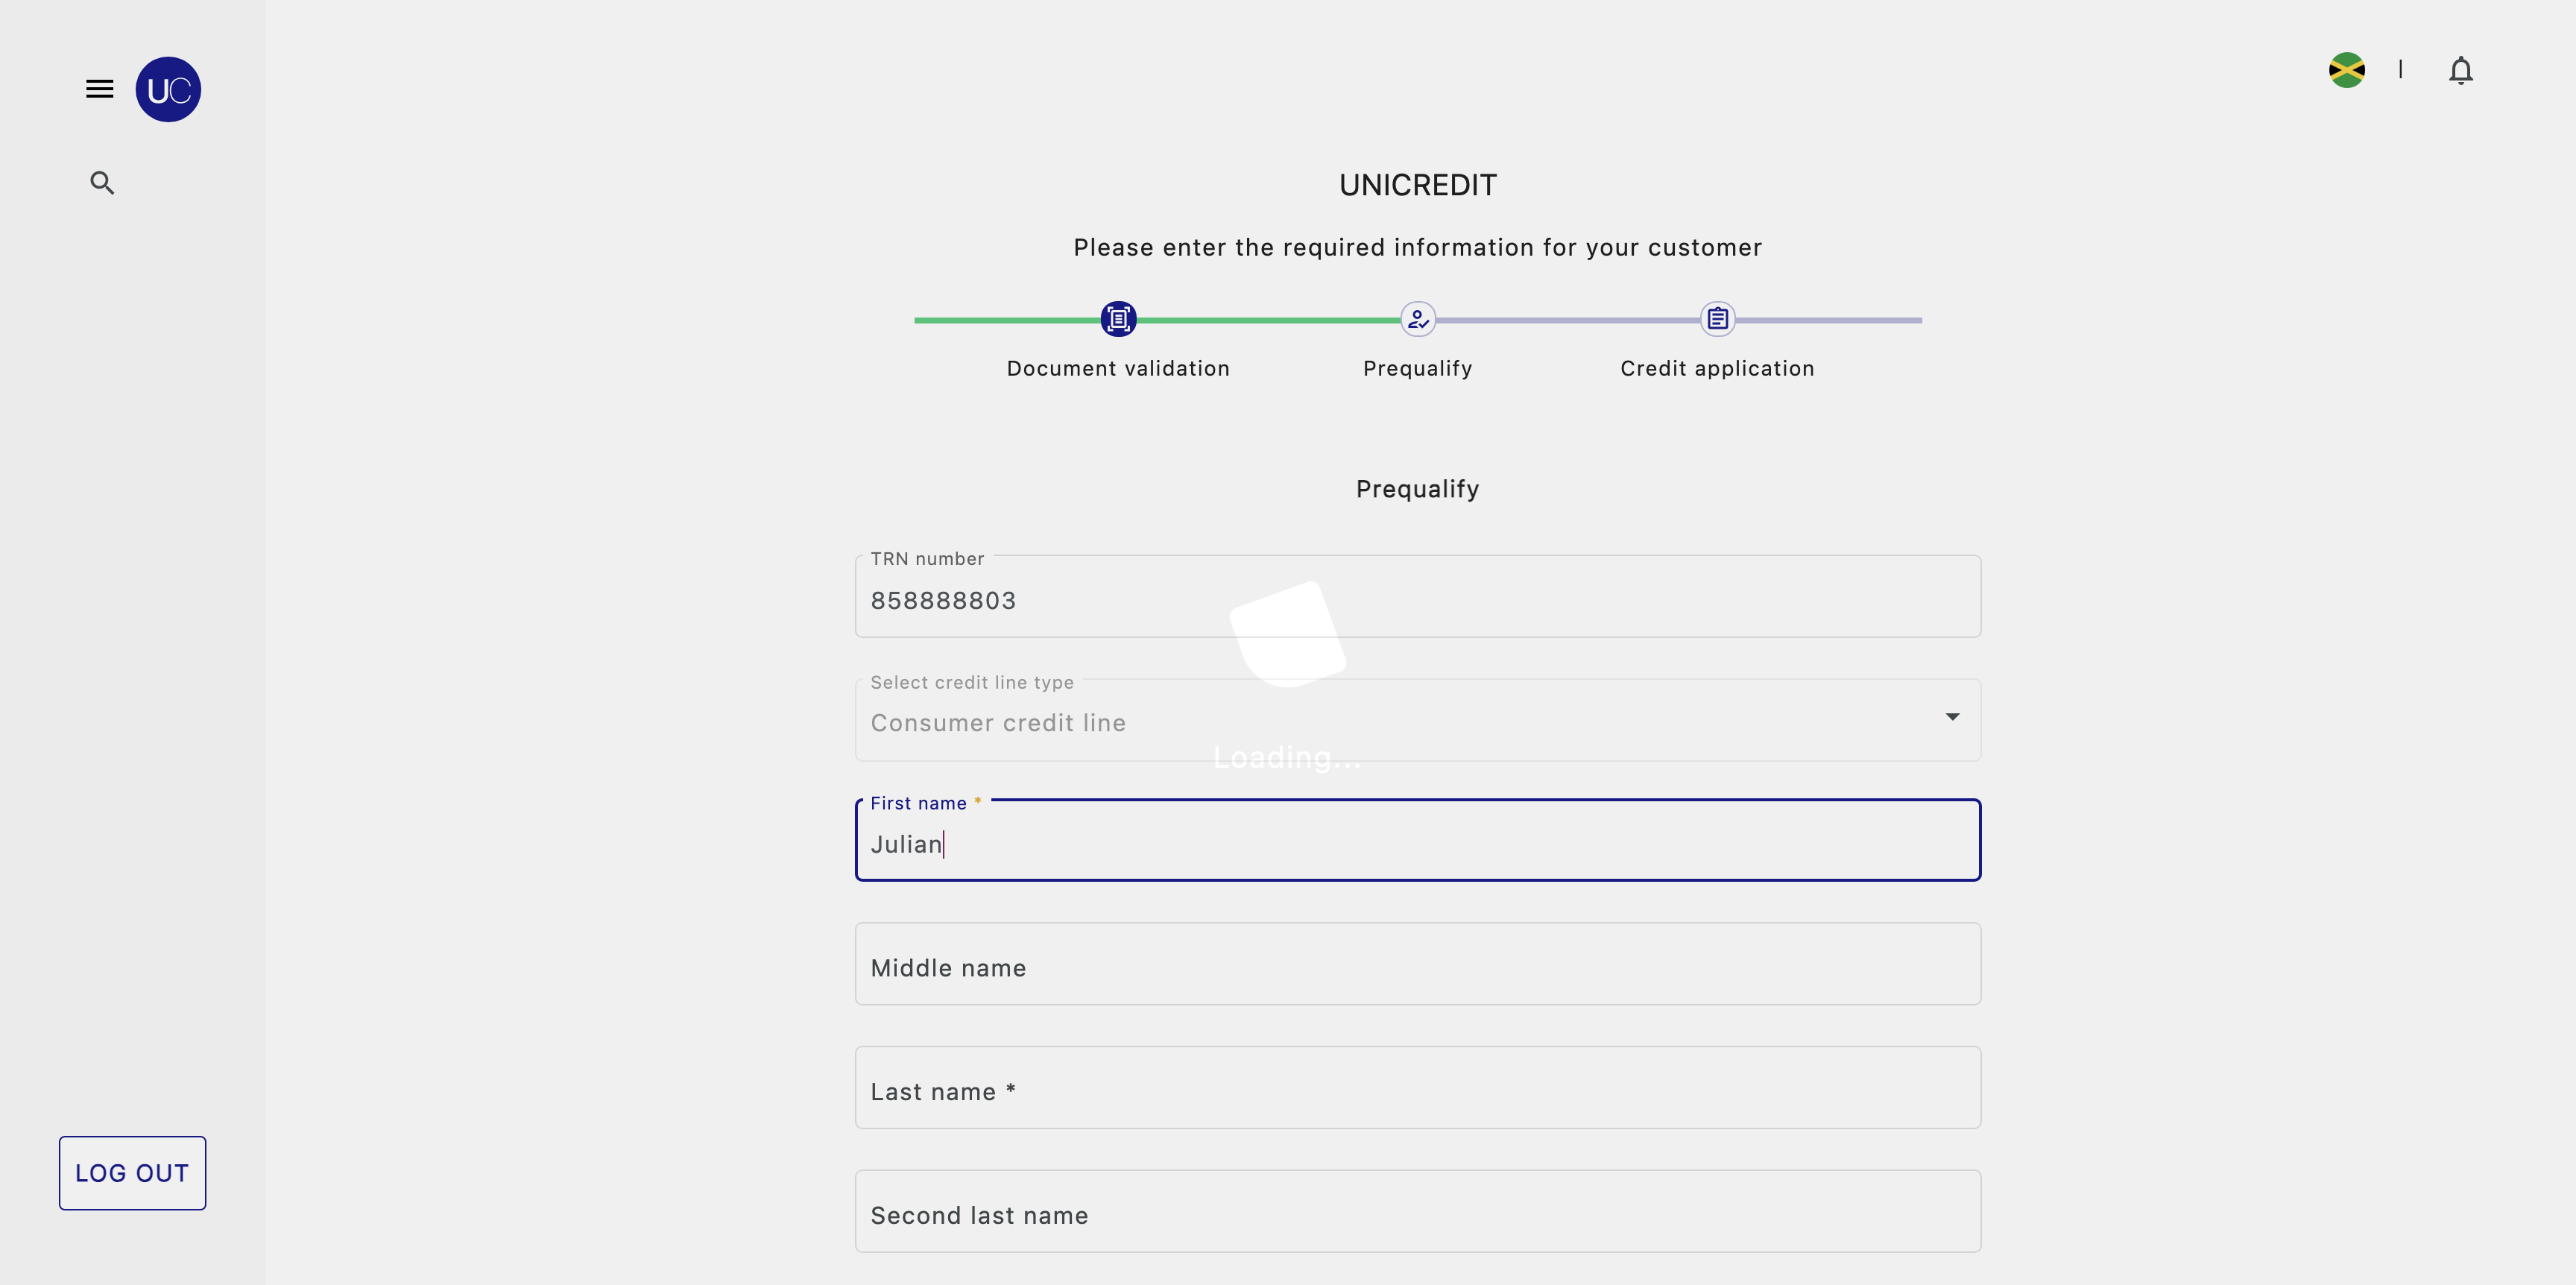 UC
UNICREDIT
Please enter the required information for your customer
Document validation
Prequalify
Credit application
Prequalify
TRN number
858888803
Select credit line type
Consumer credit line
Loading...
First name *
Julian
Middle name
Last name *
Second last name
LOG OUT